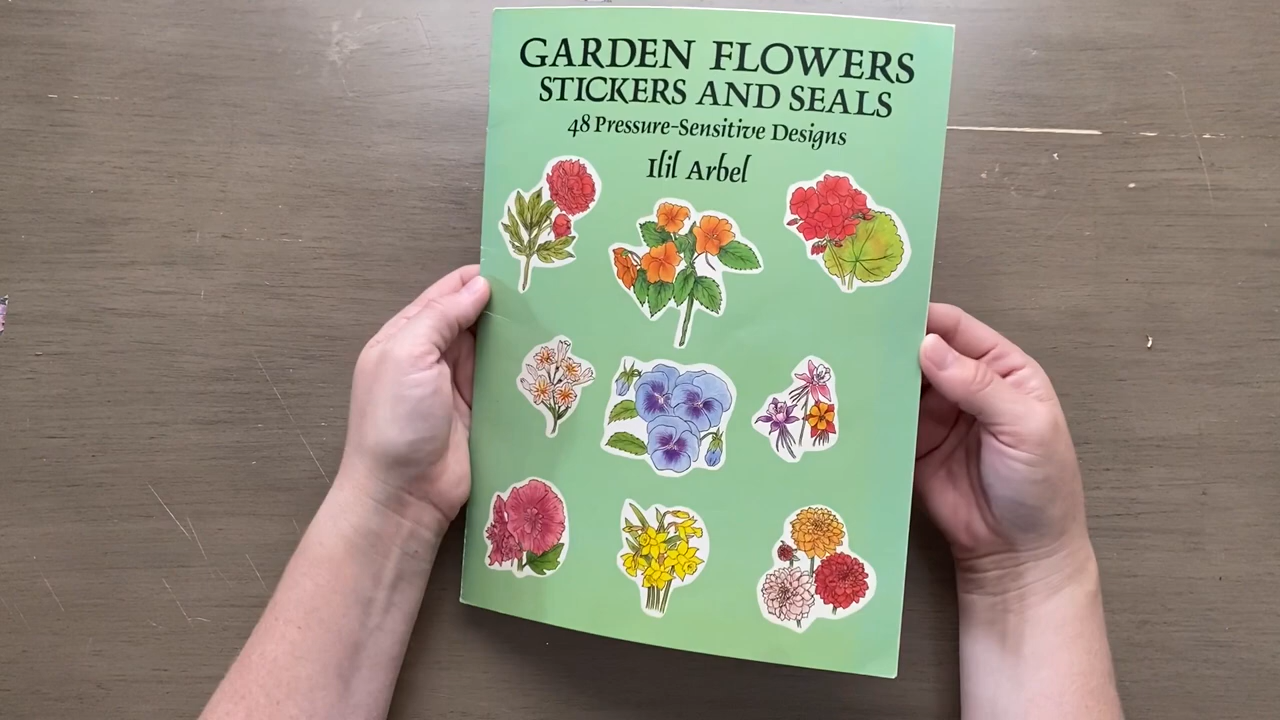 GARDEN FLOWERS
STICKERS AND SEALS
48 Pressure-Sensitive Designs
Ilil Arbel